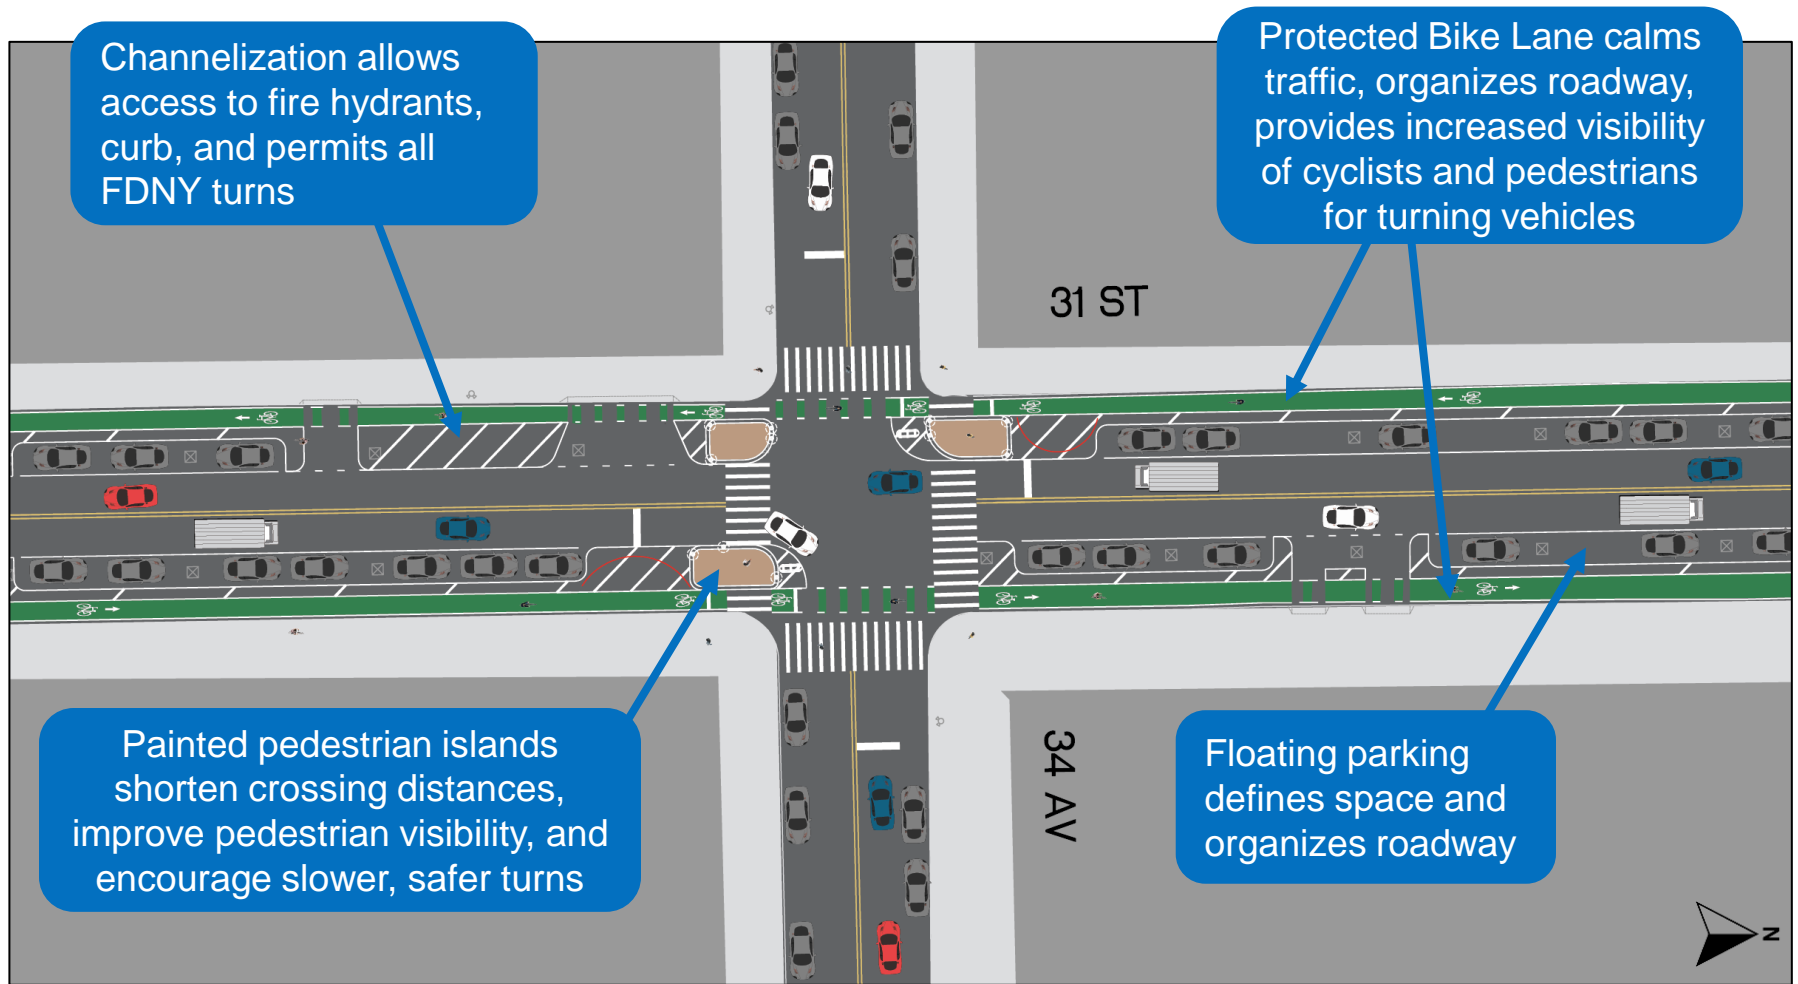 Channelization allows
access to fire hydrants,
curb, and permits all
FDNY turns
Protected Bike Lane calms
traffic, organizes roadway,
provides increased visibility
of cyclists and pedestrians
for turning vehicles
31 ST
34 AV
Painted pedestrian islands
shorten crossing distances,
improve pedestrian visibility, and
encourage slower, safer turns
Floating parking
defines space and
organizes roadway
N